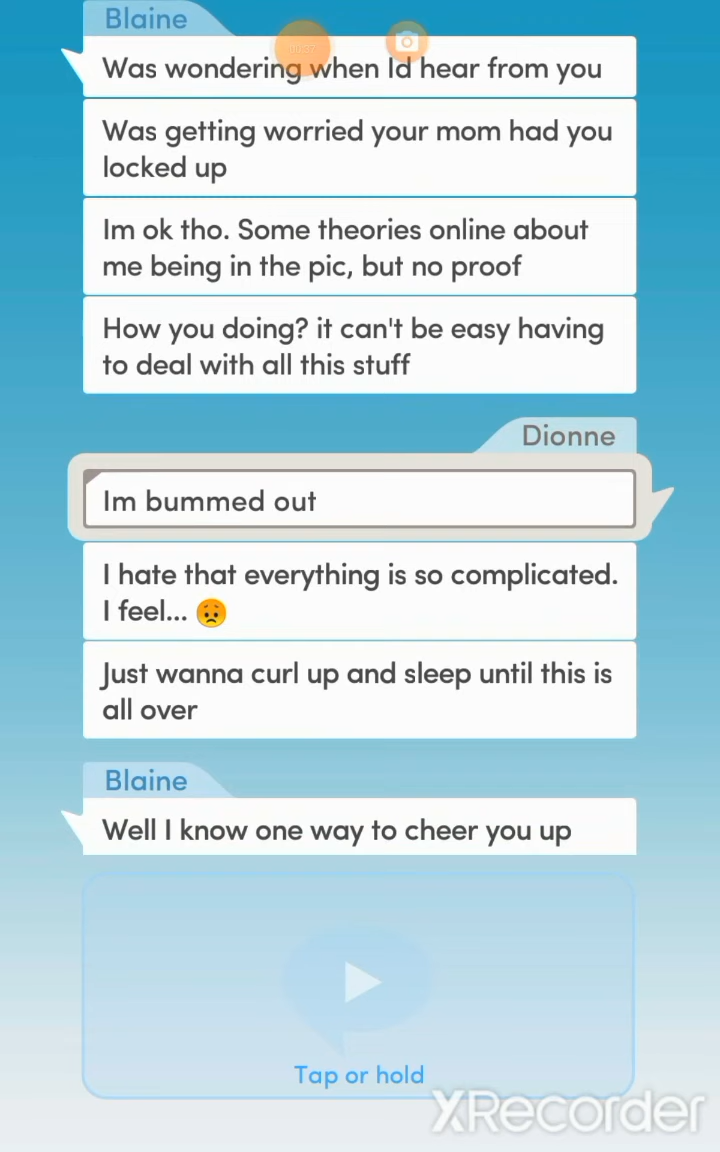 Blaine
Was wondering when Id hear from you
Was getting worried your mom had you
locked up
Im ok tho. Some theories online about
me being in the pic, but no proof
How you doing? it can't be easy having
to deal with all this stuff
Dionne
Im bummed out
I hate that everything is so complicated.
I feel... 😟
Just wanna curl up and sleep until this is
all over
Blaine
Well I know one way to cheer you up
Tap or hold
XRecorder